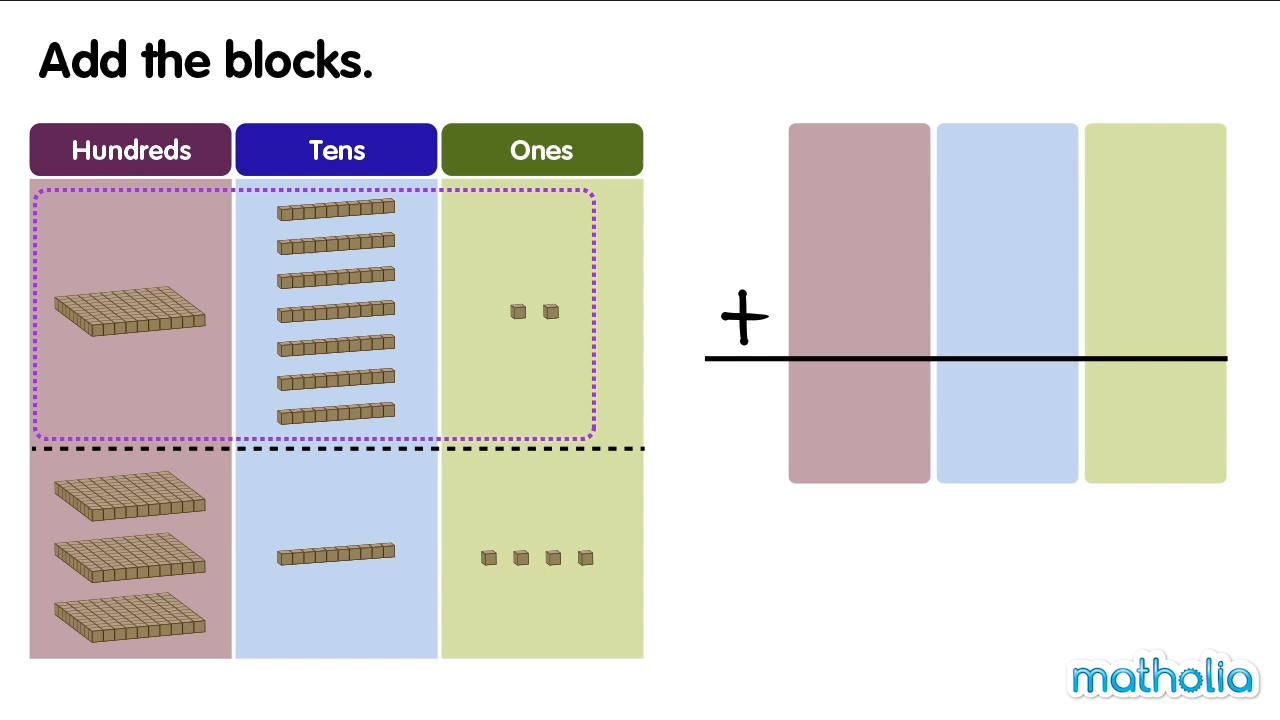 Add the blocks.
Hundreds Tens Ones
+
matholia